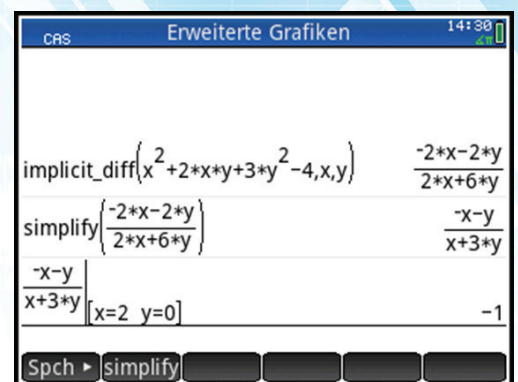 CAS Erweiterte Grafiken 14:30
∡π
implicit_diff(x²+2*x*y+3*y²-4,x,y) (-2*x-2*y)/(2*x+6*y)
simplify((-2*x-2*y)/(2*x+6*y)) (-x-y)/(x+3*y)
(-x-y)/(x+3*y)|[x=2 y=0] -1
Spch ▸ simplify